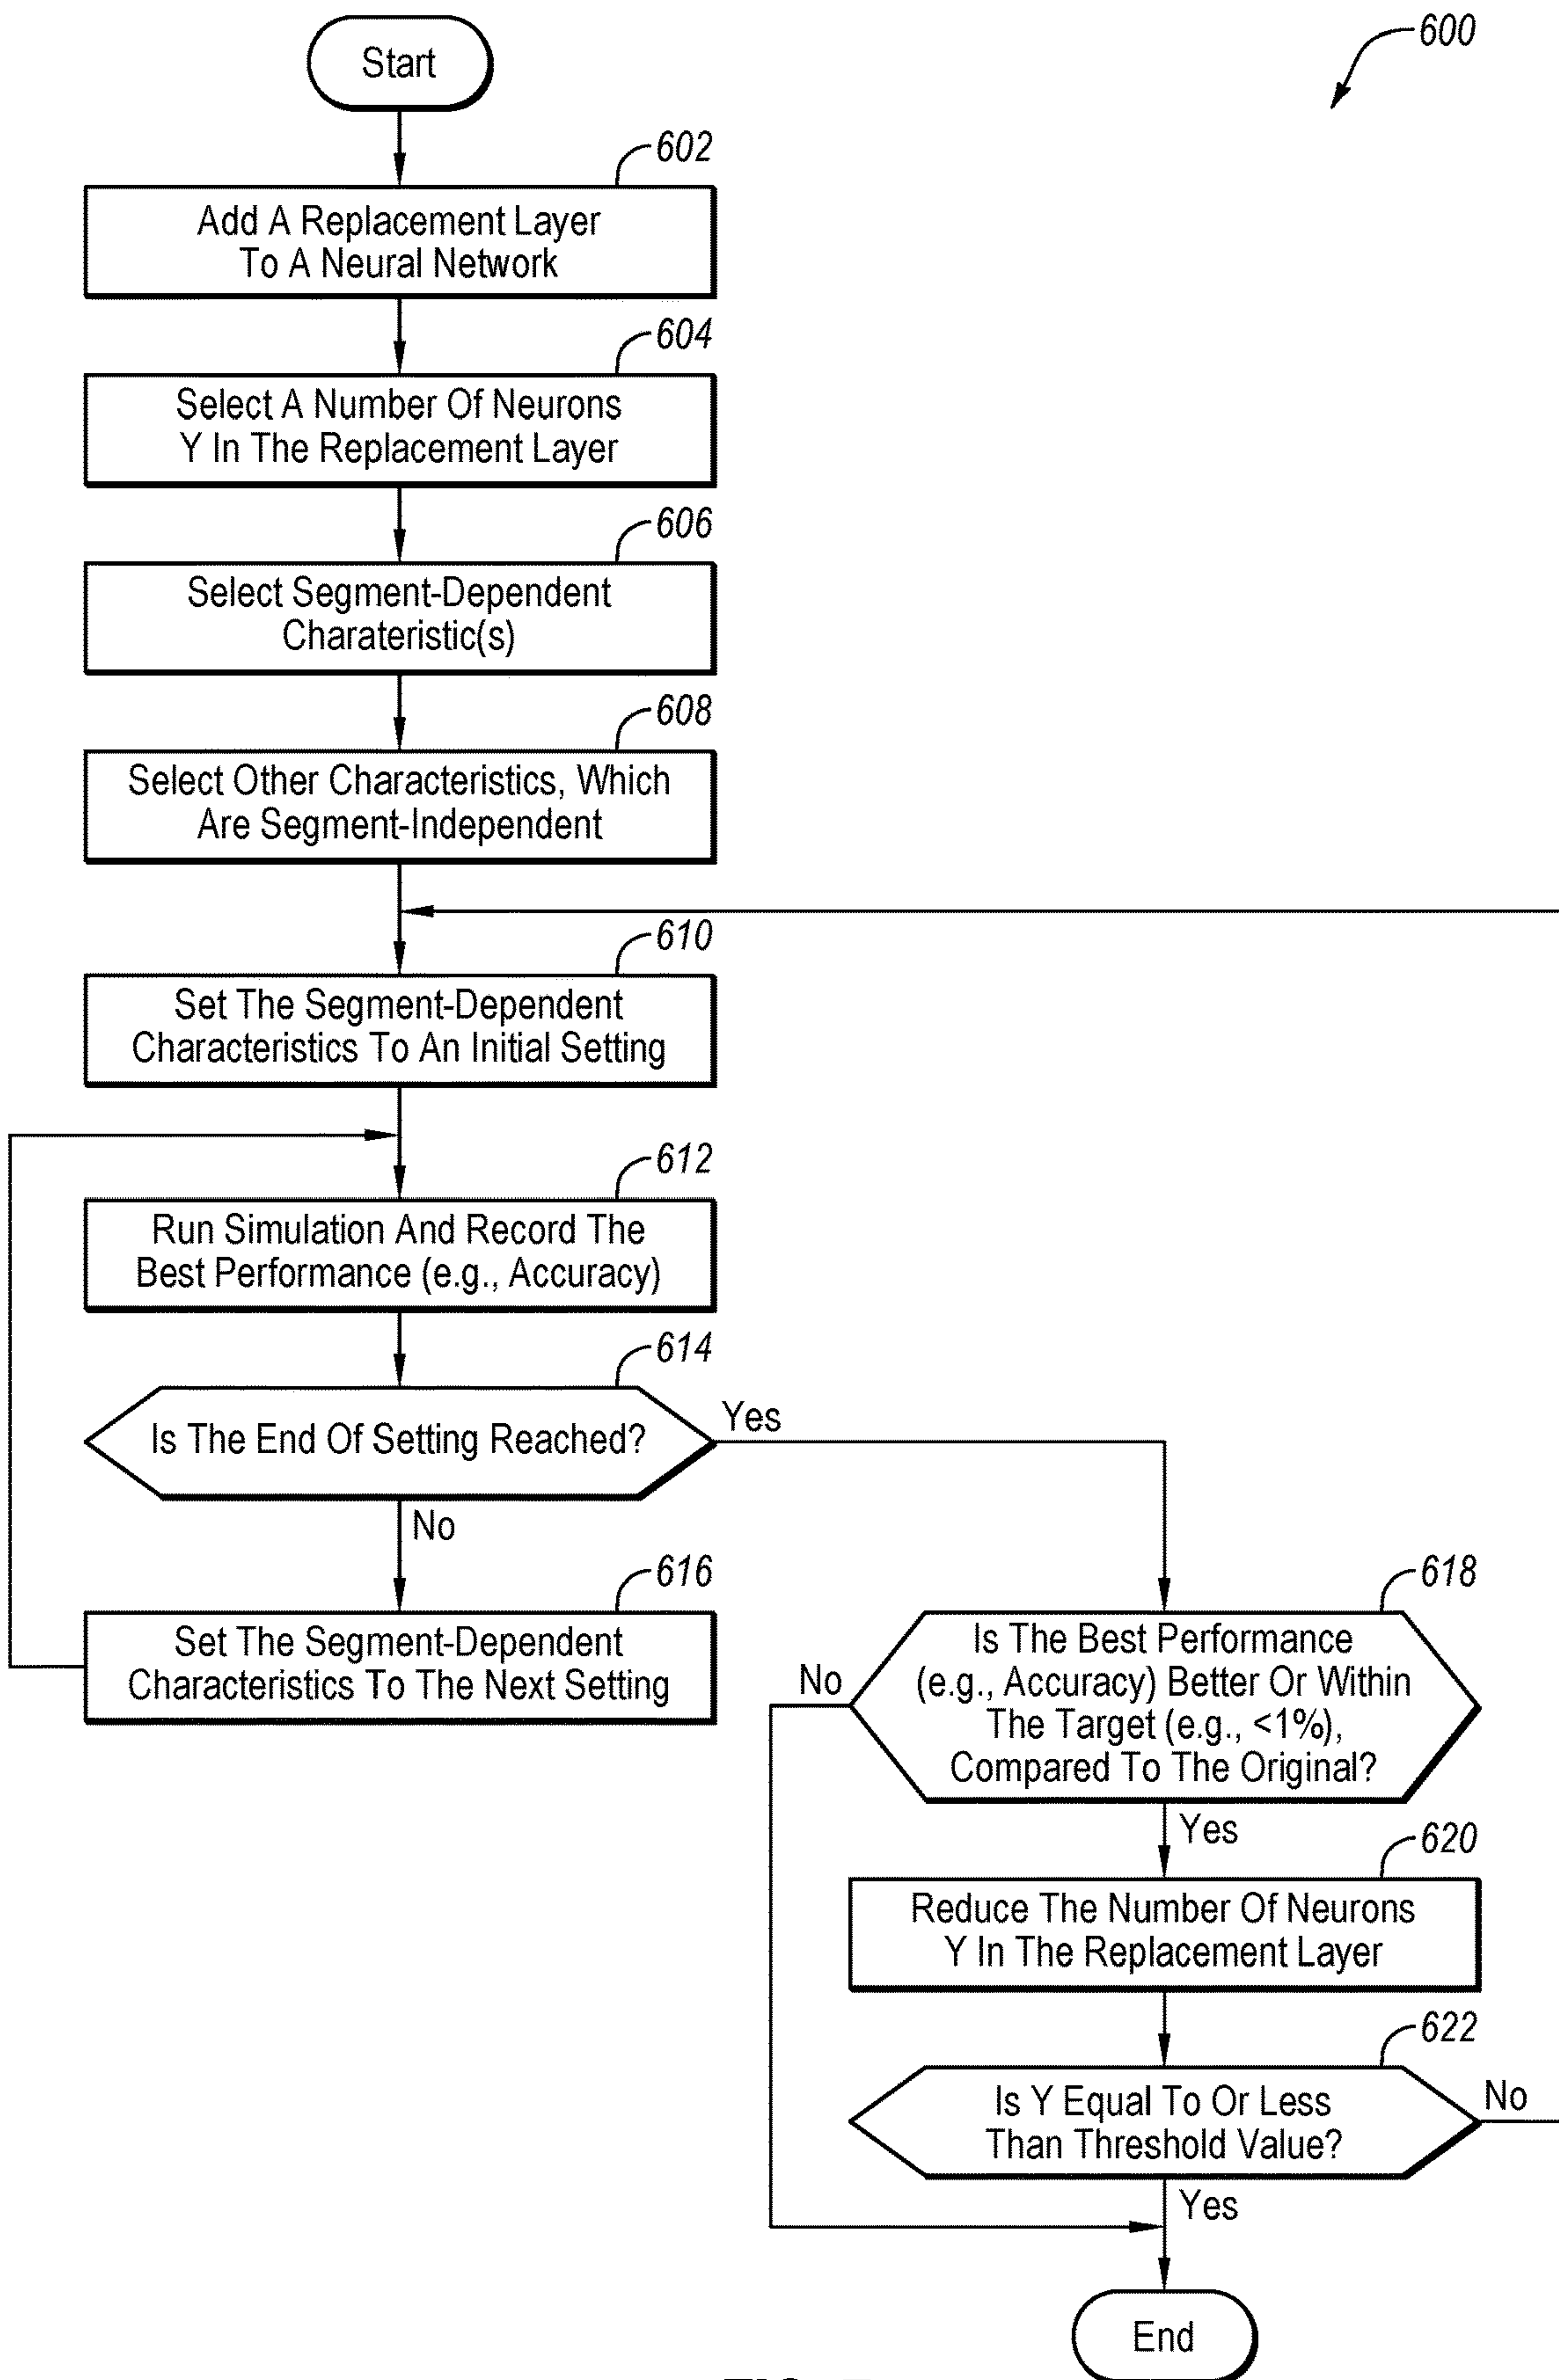 600
Start
602
Add A Replacement Layer
To A Neural Network
604
Select A Number Of Neurons
Y In The Replacement Layer
606
Select Segment-Dependent
Charateristic(s)
608
Select Other Characteristics, Which
Are Segment-Independent
610
Set The Segment-Dependent
Characteristics To An Initial Setting
612
Run Simulation And Record The
Best Performance (e.g., Accuracy)
614
Is The End Of Setting Reached?
Yes
No
616
Set The Segment-Dependent
Characteristics To The Next Setting
618
Is The Best Performance
(e.g., Accuracy) Better Or Within
The Target (e.g., <1%),
Compared To The Original?
No
Yes
620
Reduce The Number Of Neurons
Y In The Replacement Layer
622
Is Y Equal To Or Less
Than Threshold Value?
No
Yes
End